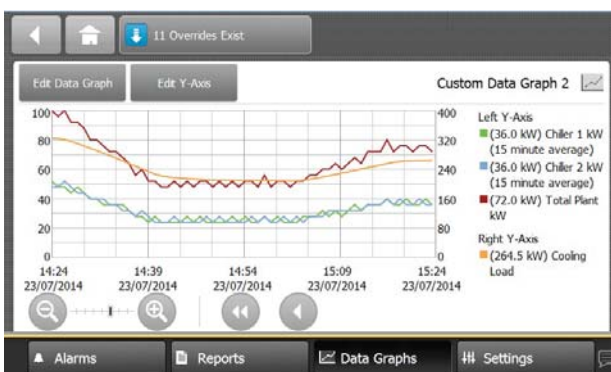 11 Overrides Exist
Edit Data Graph Edit Y-Axis Custom Data Graph 2
100 400 Left Y-Axis
(36.0 kW) Chiller 1 kW
(15 minute average)
80 320
(36.0 kW) Chiller 2 kW
(15 minute average)
60 240
(72.0 kW) Total Plant
kW
40 160
20 80
Right Y-Axis
(264.5 kW) Cooling
Load
0 0
14:24 14:39 14:54 15:09 15:24
23/07/2014 23/07/2014 23/07/2014 23/07/2014 23/07/2014
Alarms Reports Data Graphs Settings